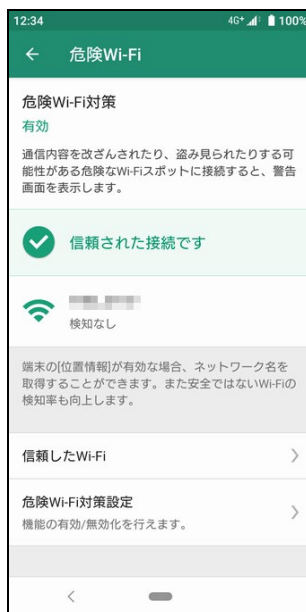 12:34 4G+ 100%
危険Wi-Fi
危険Wi-Fi対策
有効
通信内容を改ざんされたり、盗み見られたりする可
能性がある危険なWi-Fiスポットに接続すると、警告
画面を表示します。
信頼された接続です
検知なし
端末の[位置情報]が有効な場合、ネットワーク名を
取得することができます。また安全ではないWi-Fiの
検知率も向上します。
信頼したWi-Fi
危険Wi-Fi対策設定
機能の有効/無効化を行えます。